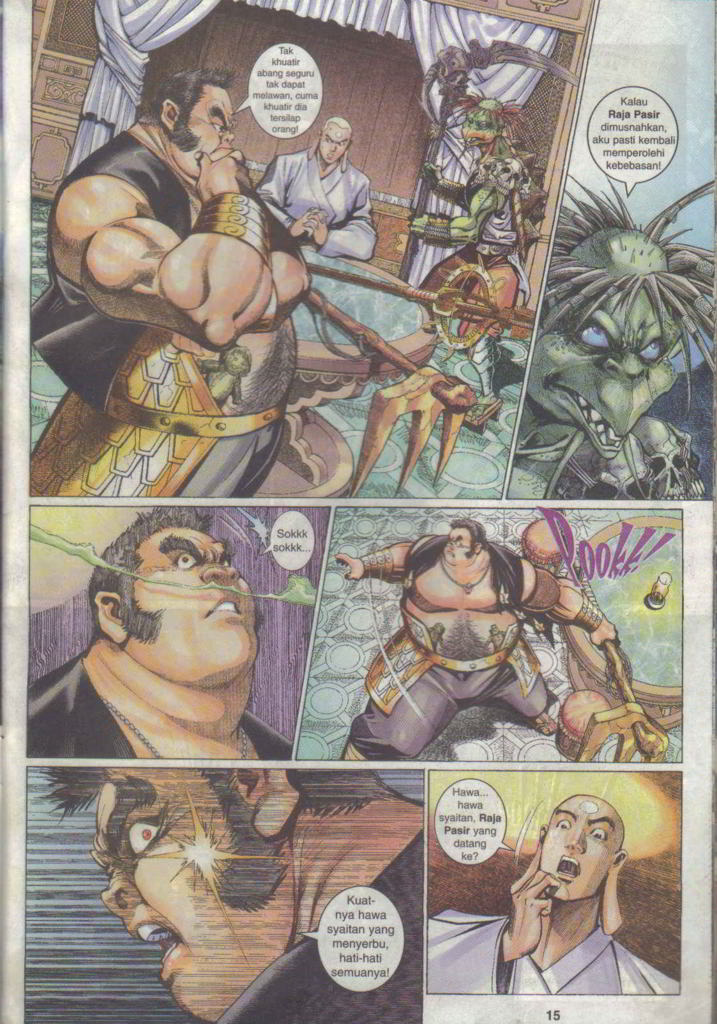 Tak
khuatir
abang seguru
tak dapat
melawan, cuma
khuatir dia
tersilap
orang!
Kalau
Raja Pasir
dimusnahkan,
aku pasti kembali
memperolehi
kebebasan!
Sokkk
sokkk...
POOKK!!
Hawa...
hawa
syaitan, Raja
Pasir yang
datang
ke?
Kuat-
nya hawa
syaitan yang
menyerbu,
hati-hati
semuanya!
15